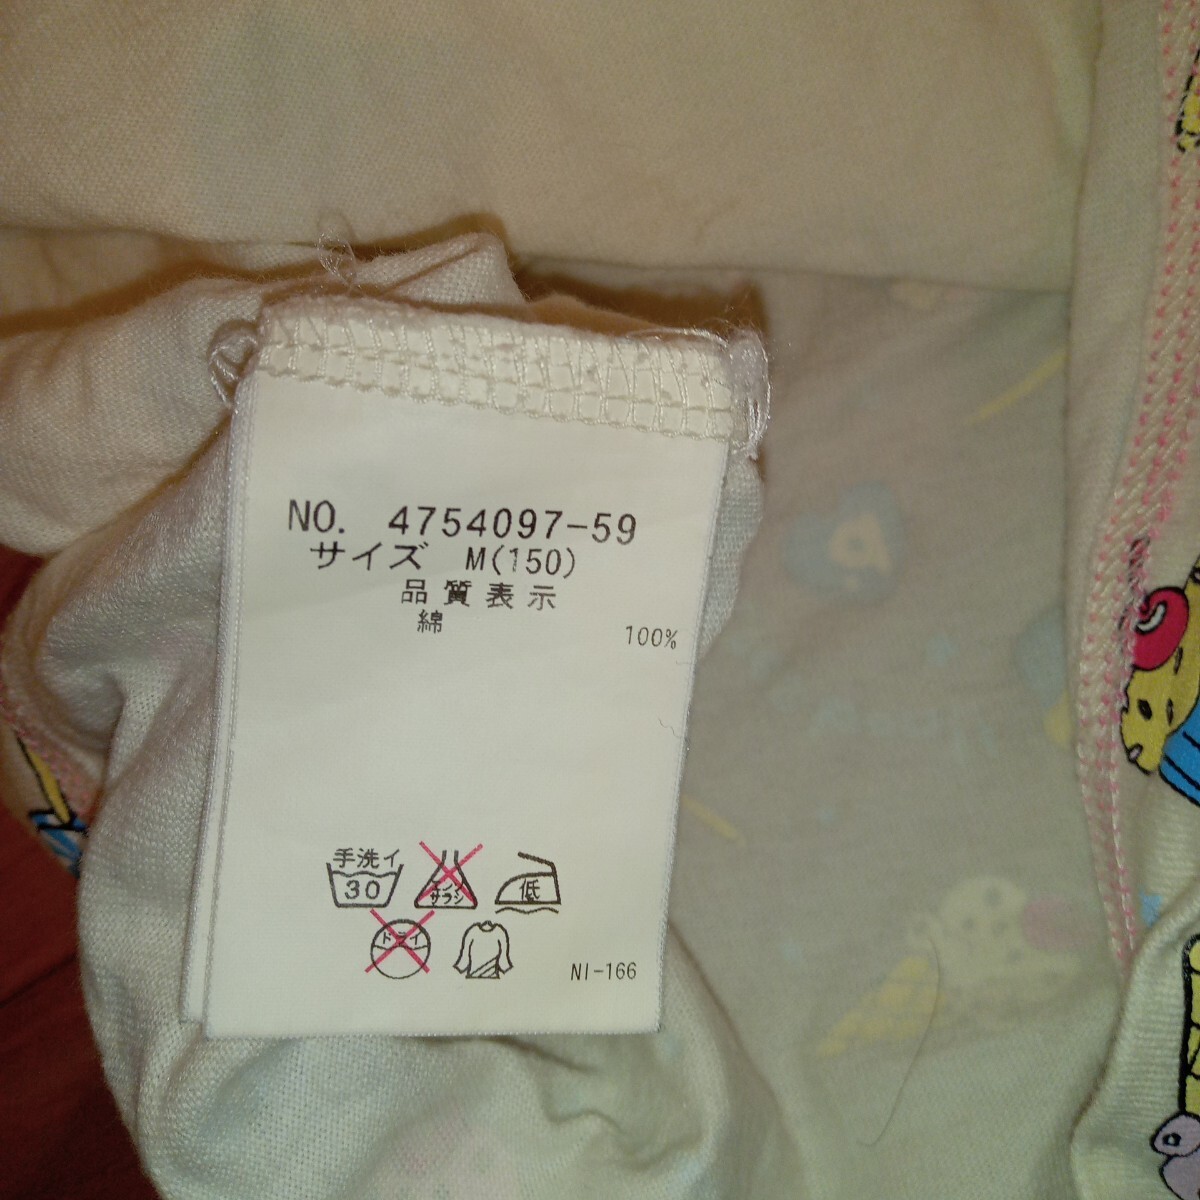 NO. 4754097-59
サイズ M(150)
品質表示
綿 100%
手洗イ
30
エンソ
サラシ
低
ドライ
NI-166